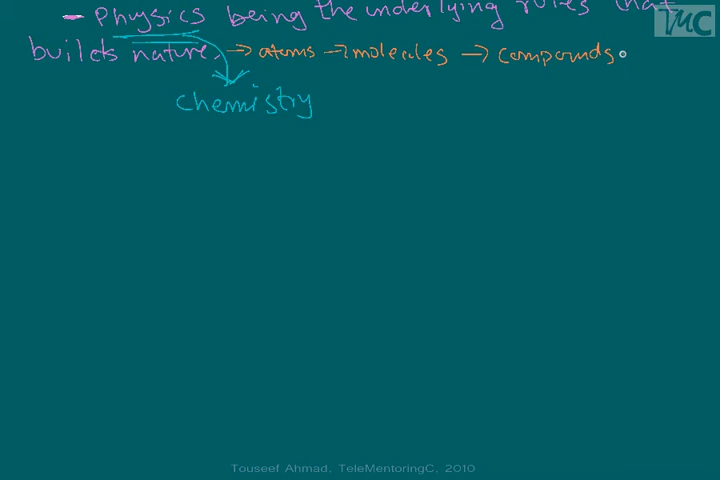 - Physics being the underlying rules that
TMC
builds nature. → atoms → molecules → compounds
chemistry
Touseef Ahmad, TeleMentoringC, 2010